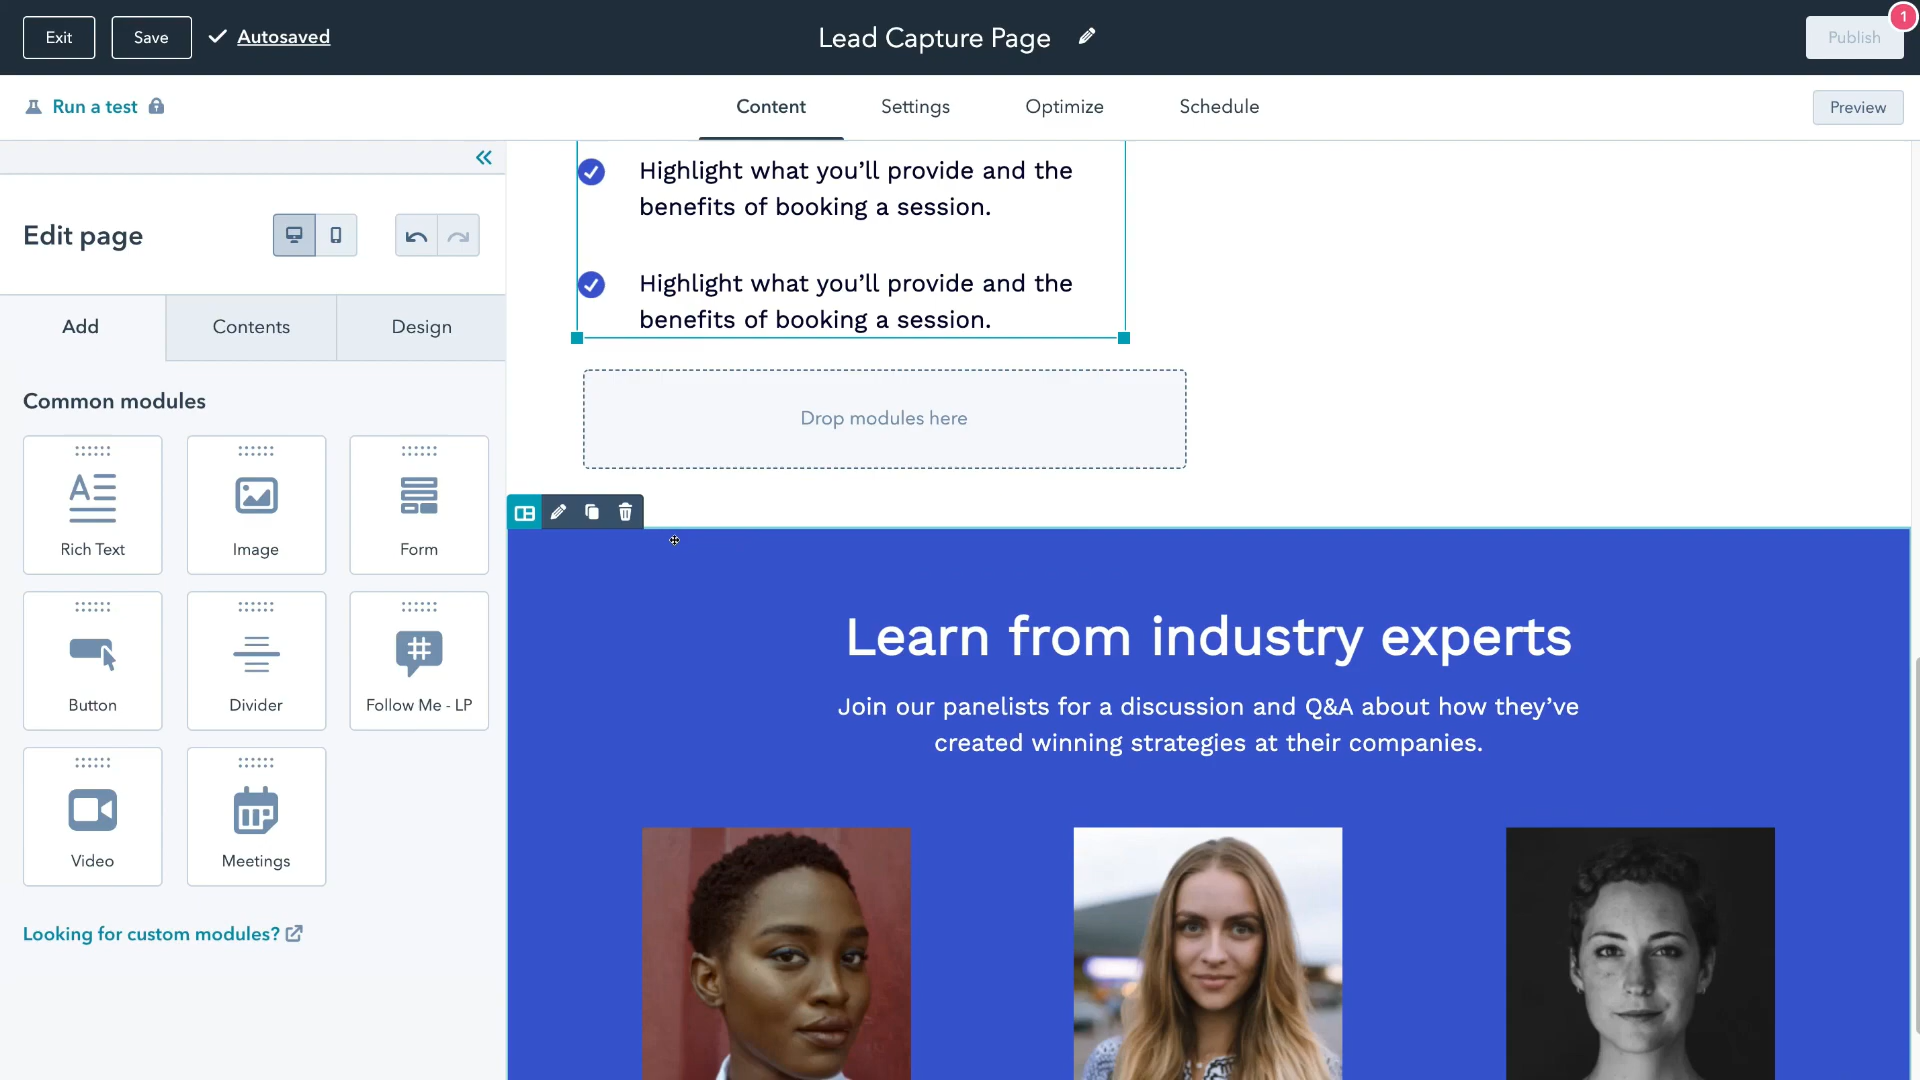 Exit
Save
Autosaved
Lead Capture Page
Publish
1
Run a test
Content
Settings
Optimize
Schedule
Preview
Edit page
Add
Contents
Design
Common modules
Rich Text
Image
Form
Button
Divider
Follow Me - LP
Video
Meetings
Looking for custom modules?
Highlight what you’ll provide and the
benefits of booking a session.
Highlight what you’ll provide and the
benefits of booking a session.
Drop modules here
Learn from industry experts
Join our panelists for a discussion and Q&A about how they’ve
created winning strategies at their companies.